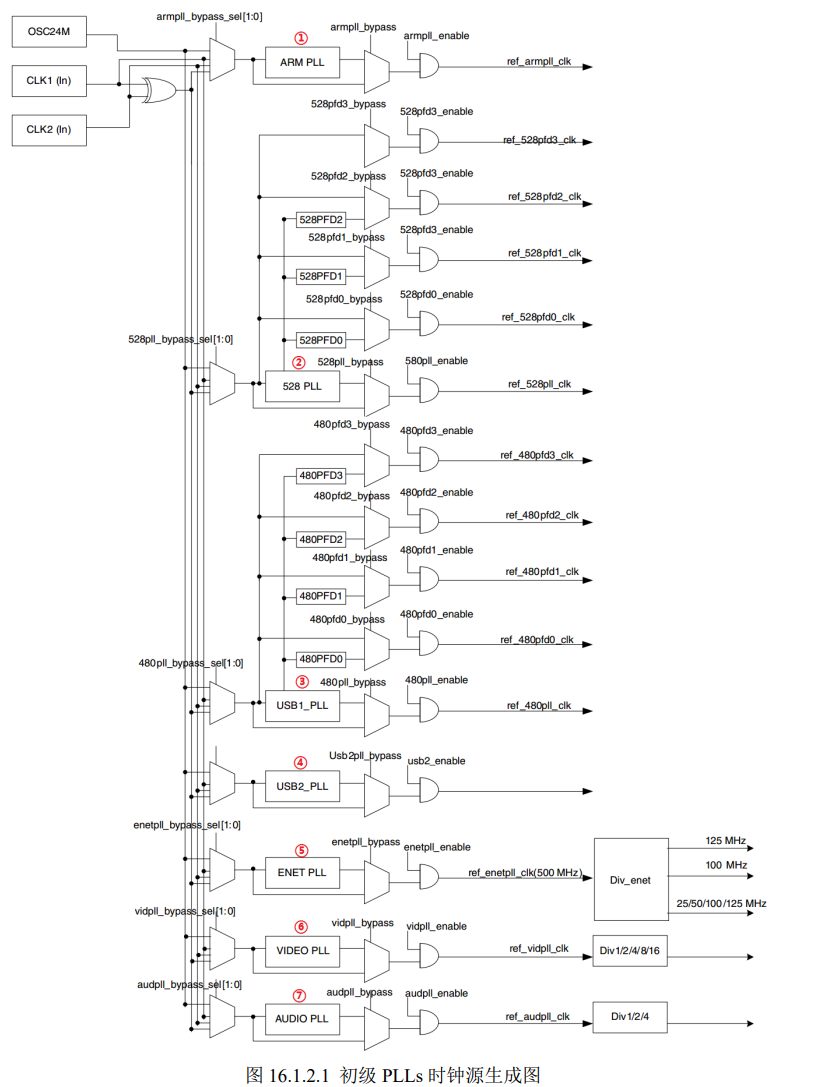 armpll_bypass_sel[1:0]
OSC24M
①
armpll_bypass
armpll_enable
ARM PLL
ref_armpll_clk
CLK1 (In)
CLK2 (In)
528pfd3_bypass
528pfd3_enable
ref_528pfd3_clk
528pfd2_bypass
528pfd3_enable
ref_528pfd2_clk
528PFD2
528pfd1_bypass
528pfd3_enable
ref_528pfd1_clk
528PFD1
528pfd0_bypass
528pfd0_enable
ref_528pfd0_clk
528PFD0
528pll_bypass_sel[1:0]
②
528pll_bypass
580pll_enable
528 PLL
ref_528pll_clk
480pfd3_bypass
480pfd3_enable
ref_480pfd3_clk
480PFD3
480pfd2_bypass
480pfd2_enable
ref_480pfd2_clk
480PFD2
480pfd1_bypass
480pfd1_enable
ref_480pfd1_clk
480PFD1
480pfd0_bypass
480pfd0_enable
ref_480pfd0_clk
480PFD0
480pll_bypass_sel[1:0]
③
480pll_bypass
480pll_enable
USB1_PLL
ref_480pll_clk
④
Usb2pll_bypass
usb2_enable
USB2_PLL
enetpll_bypass_sel[1:0]
⑤
enetpll_bypass
enetpll_enable
ENET PLL
ref_enetpll_clk(500 MHz)
Div_enet
125 MHz
100 MHz
25/50/100/125 MHz
vidpll_bypass_sel[1:0]
⑥
vidpll_bypass
vidpll_enable
VIDEO PLL
ref_vidpll_clk
Div1/2/4/8/16
audpll_bypass_sel[1:0]
⑦
audpll_bypass
audpll_enable
AUDIO PLL
ref_audpll_clk
Div1/2/4
图 16.1.2.1 初级 PLLs 时钟源生成图